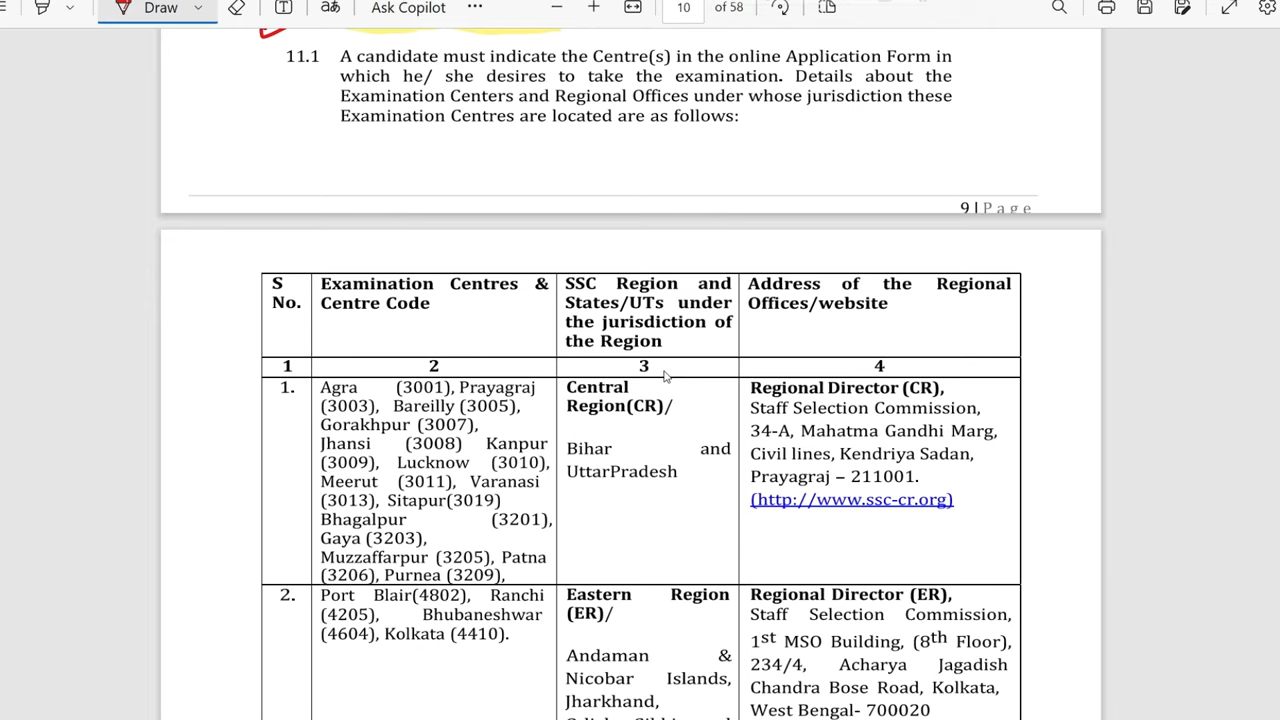 Draw
Ask Copilot
10 of 58
11.1 A candidate must indicate the Centre(s) in the online Application Form in
which he/ she desires to take the examination. Details about the
Examination Centers and Regional Offices under whose jurisdiction these
Examination Centres are located are as follows:
9 | P a g e
S No.
Examination Centres &
Centre Code
SSC Region and
States/UTs under
the jurisdiction of
the Region
Address of the Regional
Offices/website
1 2 3 4
1.
Agra (3001), Prayagraj
(3003), Bareilly (3005),
Gorakhpur (3007),
Jhansi (3008) Kanpur
(3009), Lucknow (3010),
Meerut (3011), Varanasi
(3013), Sitapur(3019)
Bhagalpur (3201),
Gaya (3203),
Muzzaffarpur (3205), Patna
(3206), Purnea (3209),
Central
Region(CR)/
Bihar and
UttarPradesh
Regional Director (CR),
Staff Selection Commission,
34-A, Mahatma Gandhi Marg,
Civil lines, Kendriya Sadan,
Prayagraj – 211001.
(http://www.ssc-cr.org)
2.
Port Blair(4802), Ranchi
(4205), Bhubaneshwar
(4604), Kolkata (4410).
Eastern Region
(ER)/
Andaman &
Nicobar Islands,
Jharkhand,
Regional Director (ER),
Staff Selection Commission,
1st MSO Building, (8th Floor),
234/4, Acharya Jagadish
Chandra Bose Road, Kolkata,
West Bengal- 700020